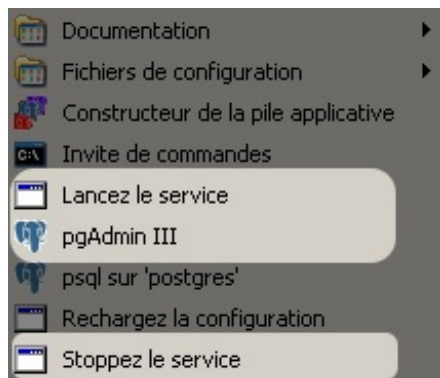 Documentation
Fichiers de configuration
Constructeur de la pile applicative
Invite de commandes
Lancez le service
pgAdmin III
psql sur 'postgres'
Rechargez la configuration
Stoppez le service